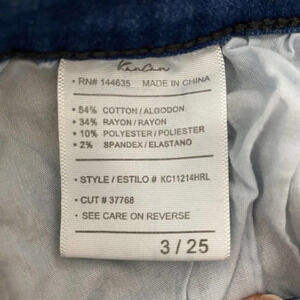 KanCan
• RN# 144635 MADE IN CHINA
• 54% COTTON / ALGODON
• 34% RAYON / RAYON
• 10% POLYESTER / POLIESTER
• 2% SPANDEX / ELASTANO
• STYLE / ESTILO # KC11214HRL
• CUT # 37768
• SEE CARE ON REVERSE
3 / 25